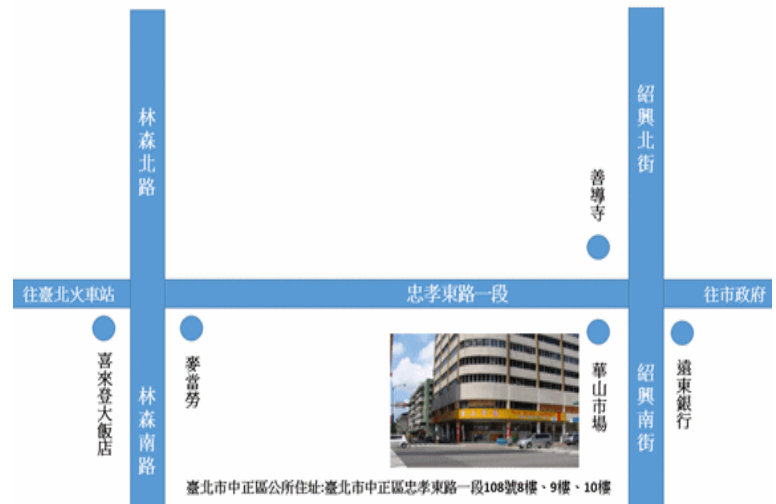 林森北路
紹興北街
善導寺
往臺北火車站
忠孝東路一段
往市政府
喜來登大飯店
林森南路
麥當勞
華山市場
紹興南街
遠東銀行
臺北市中正區公所住址:臺北市中正區忠孝東路一段108號8樓、9樓、10樓